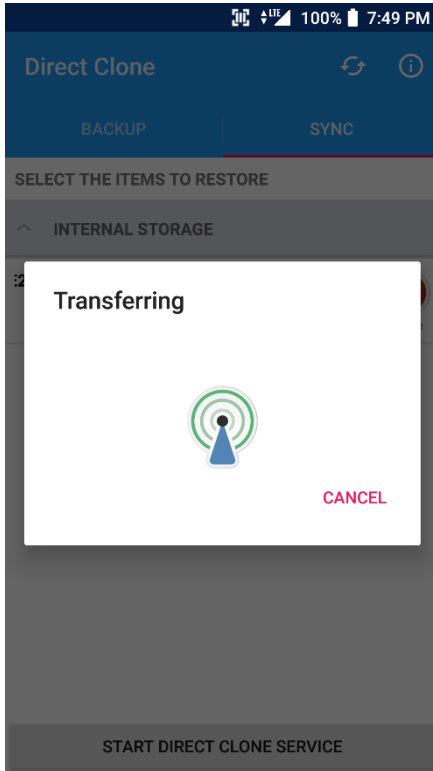 LTE 100% 7:49 PM
Direct Clone
BACKUP SYNC
SELECT THE ITEMS TO RESTORE
INTERNAL STORAGE
Transferring
CANCEL
START DIRECT CLONE SERVICE